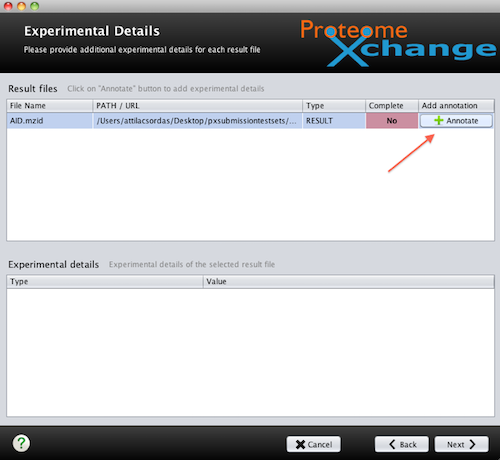 Experimental Details
Please provide additional experimental details for each result file
Proteome
Xchange
Result files Click on "Annotate" button to add experimental details
File Name PATH / URL Type Complete Add annotation
AID.mzid /Users/attilacsordas/Desktop/pxsubmissiontestsets/... RESULT No Annotate
Experimental details Experimental details of the selected result file
Type Value
? Cancel Back Next